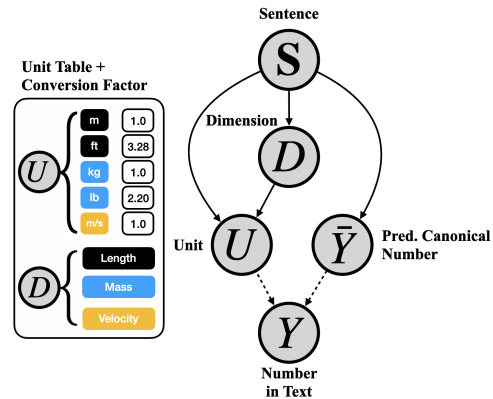 Unit Table +
Conversion Factor
U
m 1.0
ft 3.28
kg 1.0
lb 2.20
m/s 1.0
D
Length
Mass
Velocity
Sentence
S
Dimension
D
Unit
U
Ȳ
Pred. Canonical
Number
Y
Number
in Text